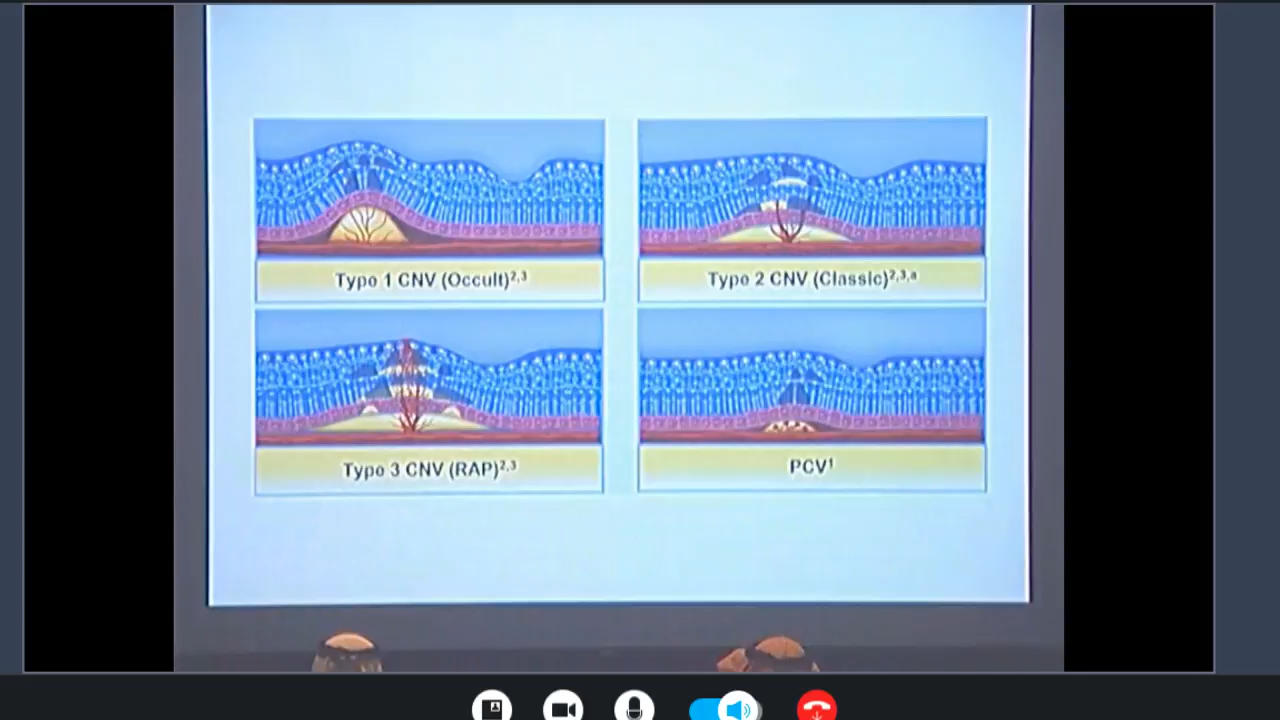 Type 1 CNV (Occult)2,3
Type 2 CNV (Classic)2,3,a
Type 3 CNV (RAP)2,3
PCV1